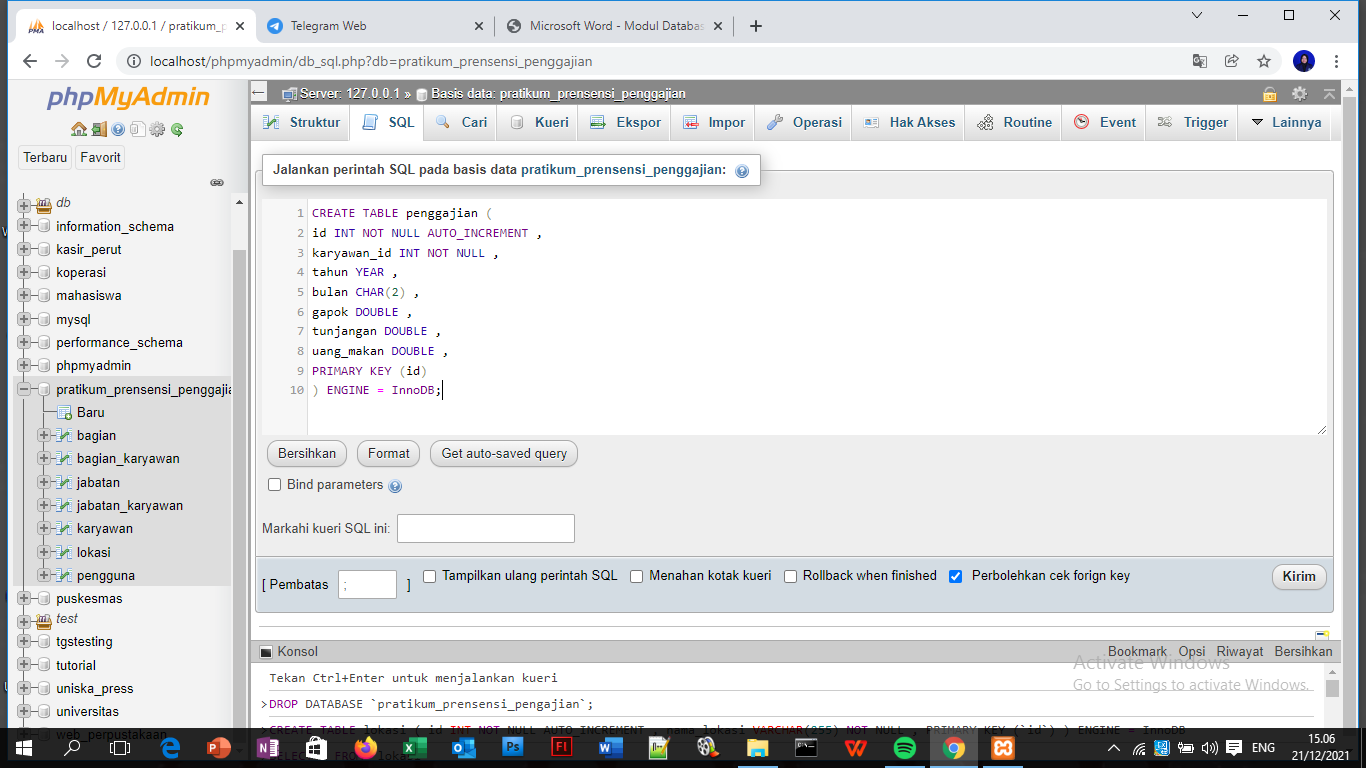 localhost / 127.0.0.1 / pratikum_p
Telegram Web
Microsoft Word - Modul Databas
localhost/phpmyadmin/db_sql.php?db=pratikum_prensensi_penggajian
phpMyAdmin
Terbaru
Favorit
db
information_schema
kasir_perut
koperasi
mahasiswa
mysql
performance_schema
phpmyadmin
pratikum_prensensi_penggajia
Baru
bagian
bagian_karyawan
jabatan
jabatan_karyawan
karyawan
lokasi
pengguna
puskesmas
test
tgstesting
tutorial
uniska_press
universitas
web_perpustakaan
Server: 127.0.0.1 » Basis data: pratikum_prensensi_penggajian
Struktur
SQL
Cari
Kueri
Ekspor
Impor
Operasi
Hak Akses
Routine
Event
Trigger
Lainnya
Jalankan perintah SQL pada basis data pratikum_prensensi_penggajian:
1 CREATE TABLE penggajian (
2 id INT NOT NULL AUTO_INCREMENT ,
3 karyawan_id INT NOT NULL ,
4 tahun YEAR ,
5 bulan CHAR(2) ,
6 gapok DOUBLE ,
7 tunjangan DOUBLE ,
8 uang_makan DOUBLE ,
9 PRIMARY KEY (id)
10 ) ENGINE = InnoDB;
Bersihkan
Format
Get auto-saved query
Bind parameters
Markahi kueri SQL ini:
[ Pembatas ; ]
Tampilkan ulang perintah SQL
Menahan kotak kueri
Rollback when finished
Perbolehkan cek forign key
Kirim
Konsol
Bookmark Opsi Riwayat Bersihkan
Tekan Ctrl+Enter untuk menjalankan kueri
>DROP DATABASE `pratikum_prensensi_pengajian`;
>CREATE TABLE lokasi ( id INT NOT NULL AUTO_INCREMENT , nama_lokasi VARCHAR(255) NOT NULL , PRIMARY KEY (`id`) ) ENGINE = InnoDB
Activate Windows
Go to Settings to activate Windows.
ENG
15.06
21/12/2021